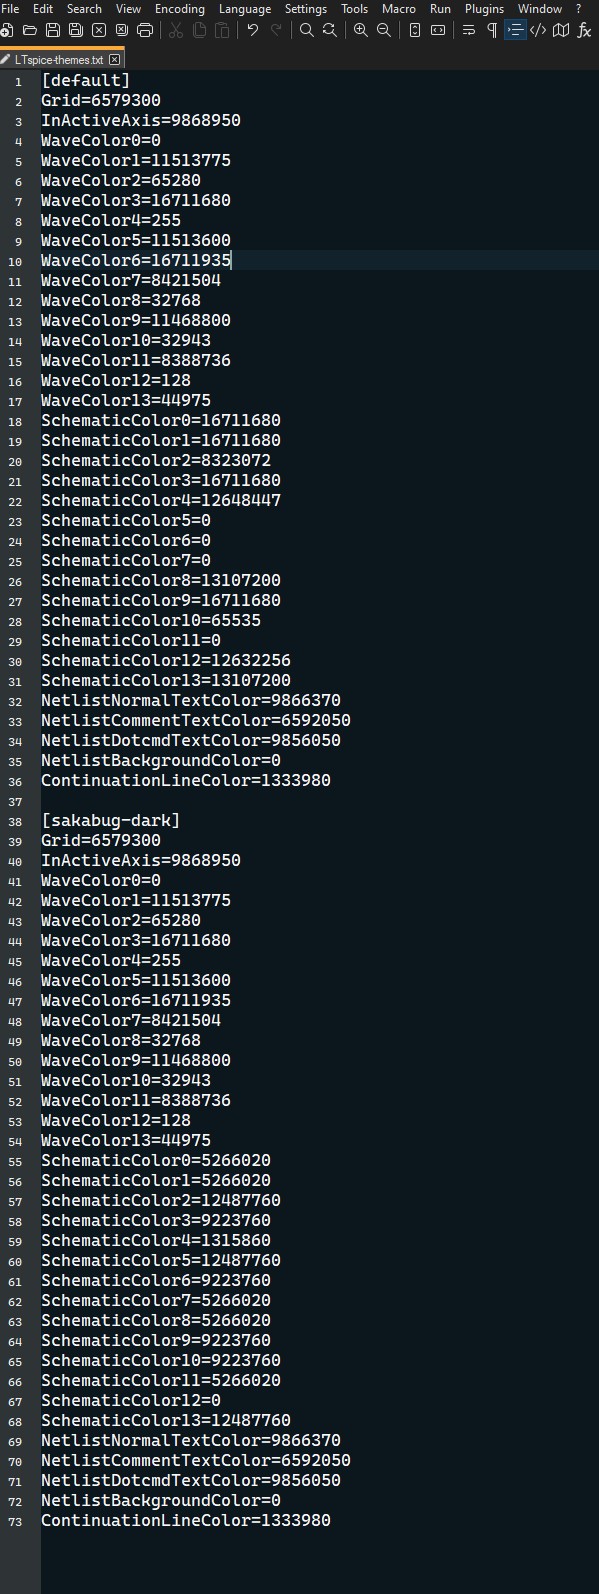 File Edit Search View Encoding Language Settings Tools Macro Run Plugins Window ?
LTspice-themes.txt
1 [default]
2 Grid=6579300
3 InActiveAxis=9868950
4 WaveColor0=0
5 WaveColor1=11513775
6 WaveColor2=65280
7 WaveColor3=16711680
8 WaveColor4=255
9 WaveColor5=11513600
10 WaveColor6=16711935
11 WaveColor7=8421504
12 WaveColor8=32768
13 WaveColor9=11468800
14 WaveColor10=32943
15 WaveColor11=8388736
16 WaveColor12=128
17 WaveColor13=44975
18 SchematicColor0=16711680
19 SchematicColor1=16711680
20 SchematicColor2=8323072
21 SchematicColor3=16711680
22 SchematicColor4=12648447
23 SchematicColor5=0
24 SchematicColor6=0
25 SchematicColor7=0
26 SchematicColor8=13107200
27 SchematicColor9=16711680
28 SchematicColor10=65535
29 SchematicColor11=0
30 SchematicColor12=12632256
31 SchematicColor13=13107200
32 NetlistNormalTextColor=9866370
33 NetlistCommentTextColor=6592050
34 NetlistDotcmdTextColor=9856050
35 NetlistBackgroundColor=0
36 ContinuationLineColor=1333980
37
38 [sakabug-dark]
39 Grid=6579300
40 InActiveAxis=9868950
41 WaveColor0=0
42 WaveColor1=11513775
43 WaveColor2=65280
44 WaveColor3=16711680
45 WaveColor4=255
46 WaveColor5=11513600
47 WaveColor6=16711935
48 WaveColor7=8421504
49 WaveColor8=32768
50 WaveColor9=11468800
51 WaveColor10=32943
52 WaveColor11=8388736
53 WaveColor12=128
54 WaveColor13=44975
55 SchematicColor0=5266020
56 SchematicColor1=5266020
57 SchematicColor2=12487760
58 SchematicColor3=9223760
59 SchematicColor4=1315860
60 SchematicColor5=12487760
61 SchematicColor6=9223760
62 SchematicColor7=5266020
63 SchematicColor8=5266020
64 SchematicColor9=9223760
65 SchematicColor10=9223760
66 SchematicColor11=5266020
67 SchematicColor12=0
68 SchematicColor13=12487760
69 NetlistNormalTextColor=9866370
70 NetlistCommentTextColor=6592050
71 NetlistDotcmdTextColor=9856050
72 NetlistBackgroundColor=0
73 ContinuationLineColor=1333980